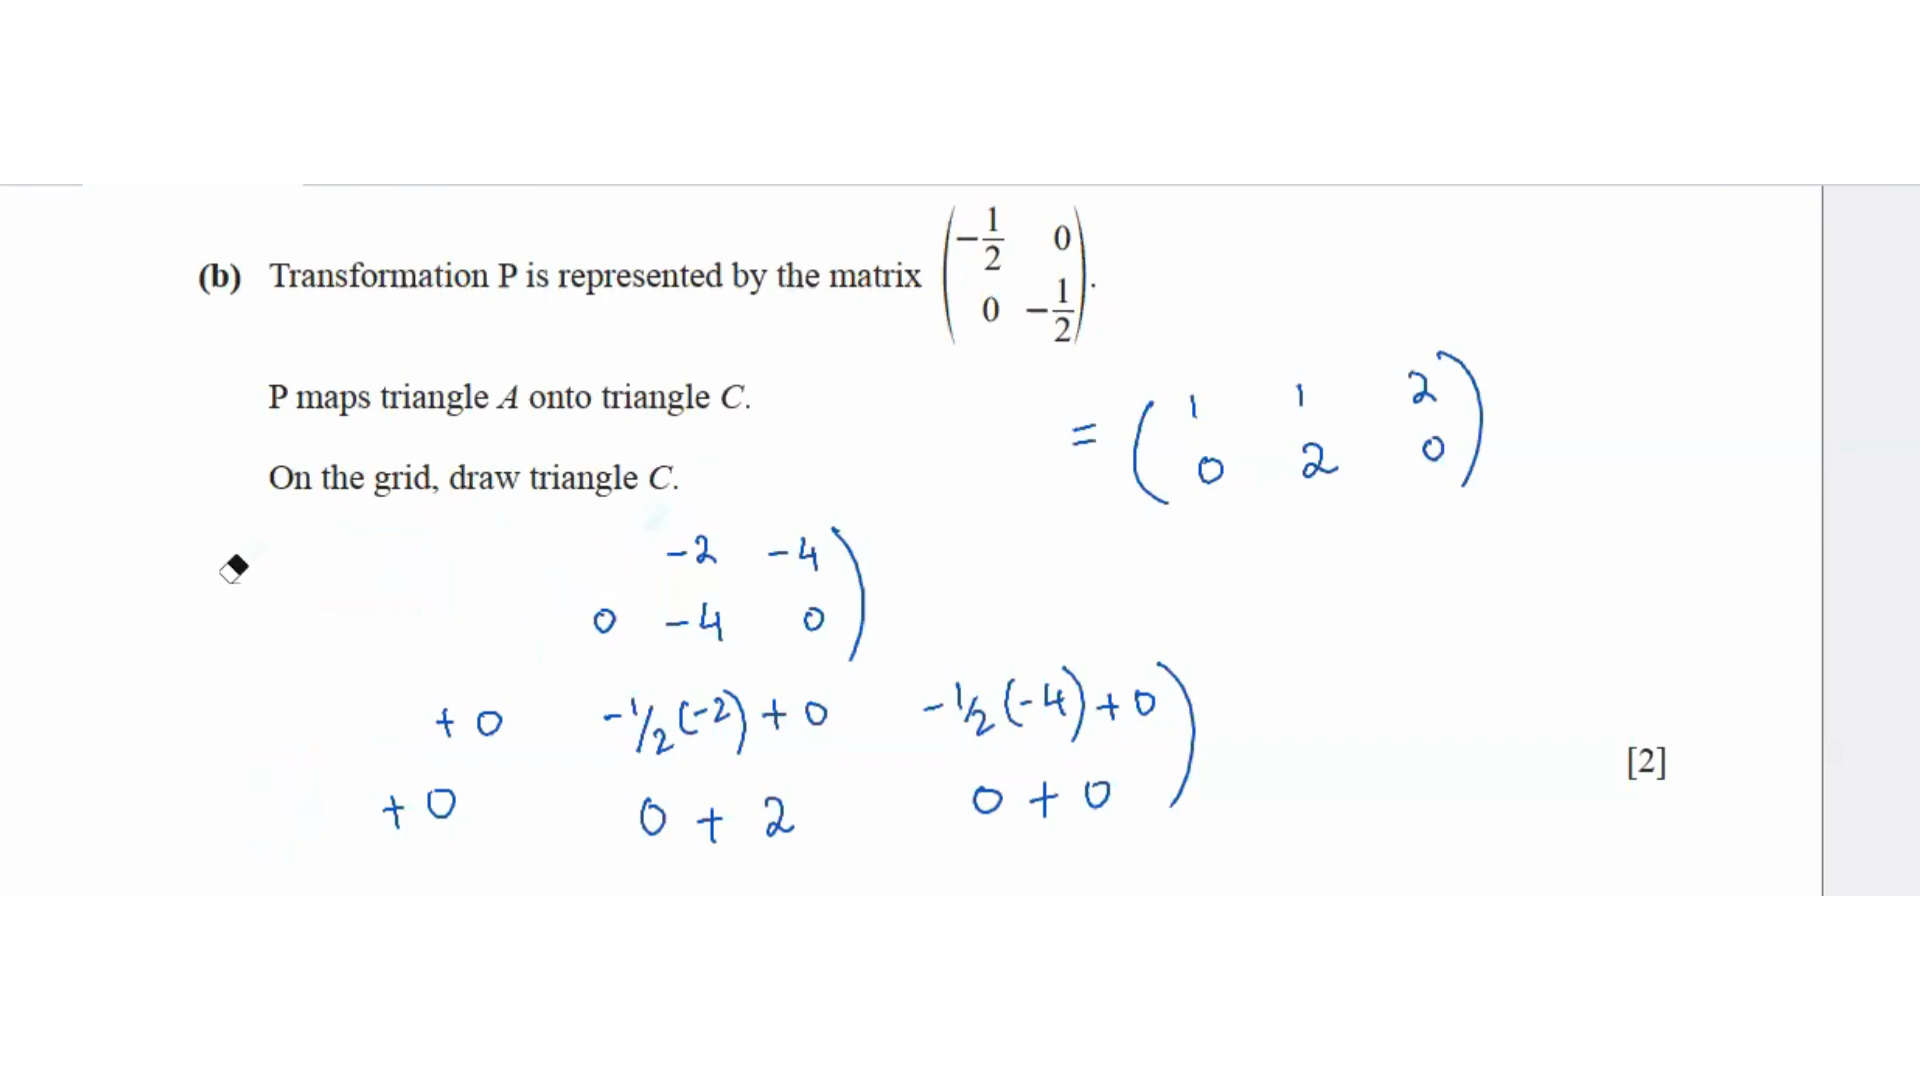 (b) Transformation P is represented by the matrix (-1/2 0
0 -1/2).
P maps triangle A onto triangle C.
= (1 1 2
0 2 0)
On the grid, draw triangle C.
-2 -4)
0 -4 0
+ 0 -1/2 (-2) + 0 -1/2 (-4) + 0)
[2]
+ 0 0 + 2 0 + 0